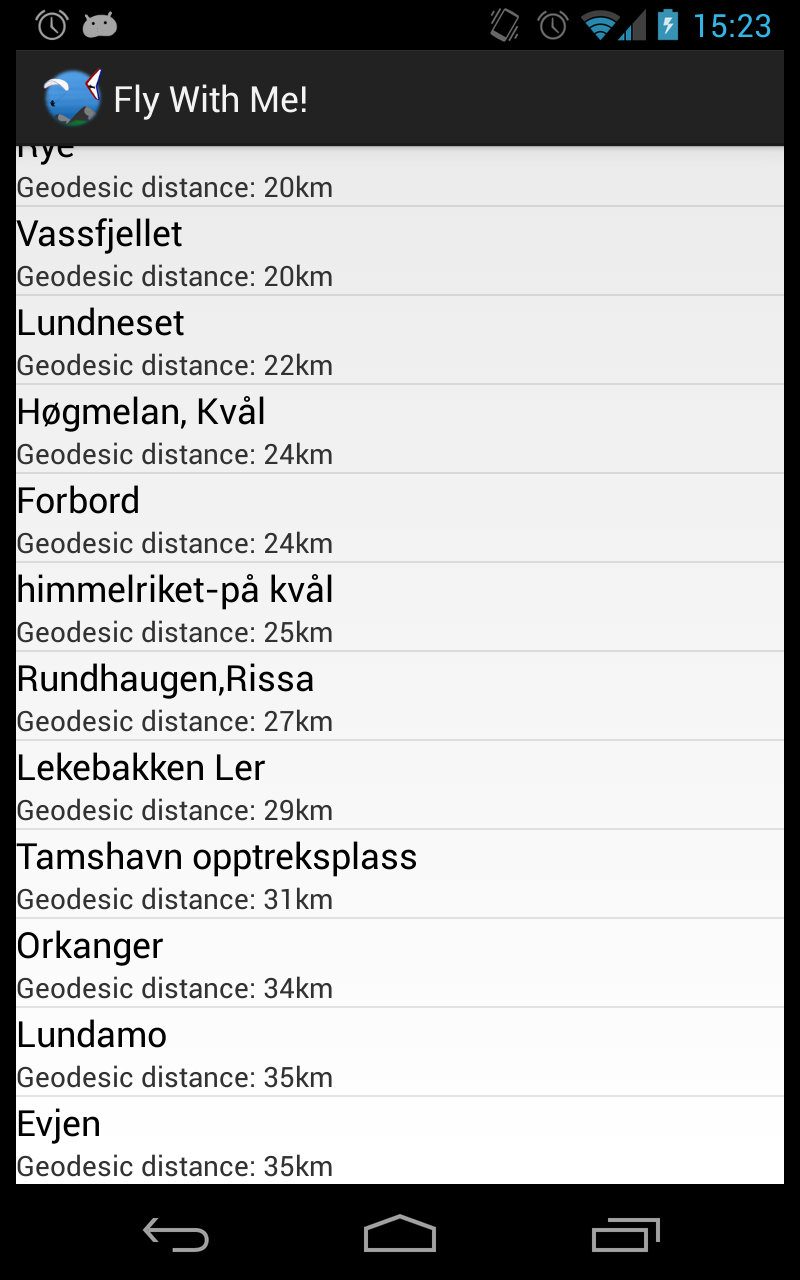 15:23
Fly With Me!
Rye
Geodesic distance: 20km
Vassfjellet
Geodesic distance: 20km
Lundneset
Geodesic distance: 22km
Høgmelan, Kvål
Geodesic distance: 24km
Forbord
Geodesic distance: 24km
himmelriket-på kvål
Geodesic distance: 25km
Rundhaugen,Rissa
Geodesic distance: 27km
Lekebakken Ler
Geodesic distance: 29km
Tamshavn opptreksplass
Geodesic distance: 31km
Orkanger
Geodesic distance: 34km
Lundamo
Geodesic distance: 35km
Evjen
Geodesic distance: 35km